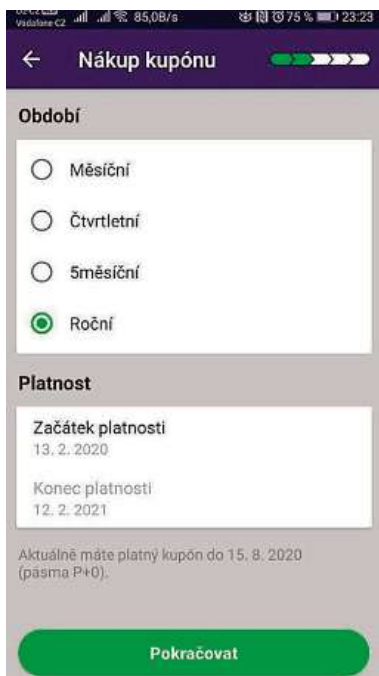 Vodafone CZ 85,0B/s 75 % 23:23
Nákup kupónu
Období
Měsíční
Čtvrtletní
5měsíční
Roční
Platnost
Začátek platnosti
13. 2. 2020
Konec platnosti
12. 2. 2021
Aktuálně máte platný kupón do 15. 8. 2020
(pásma P+0).
Pokračovat